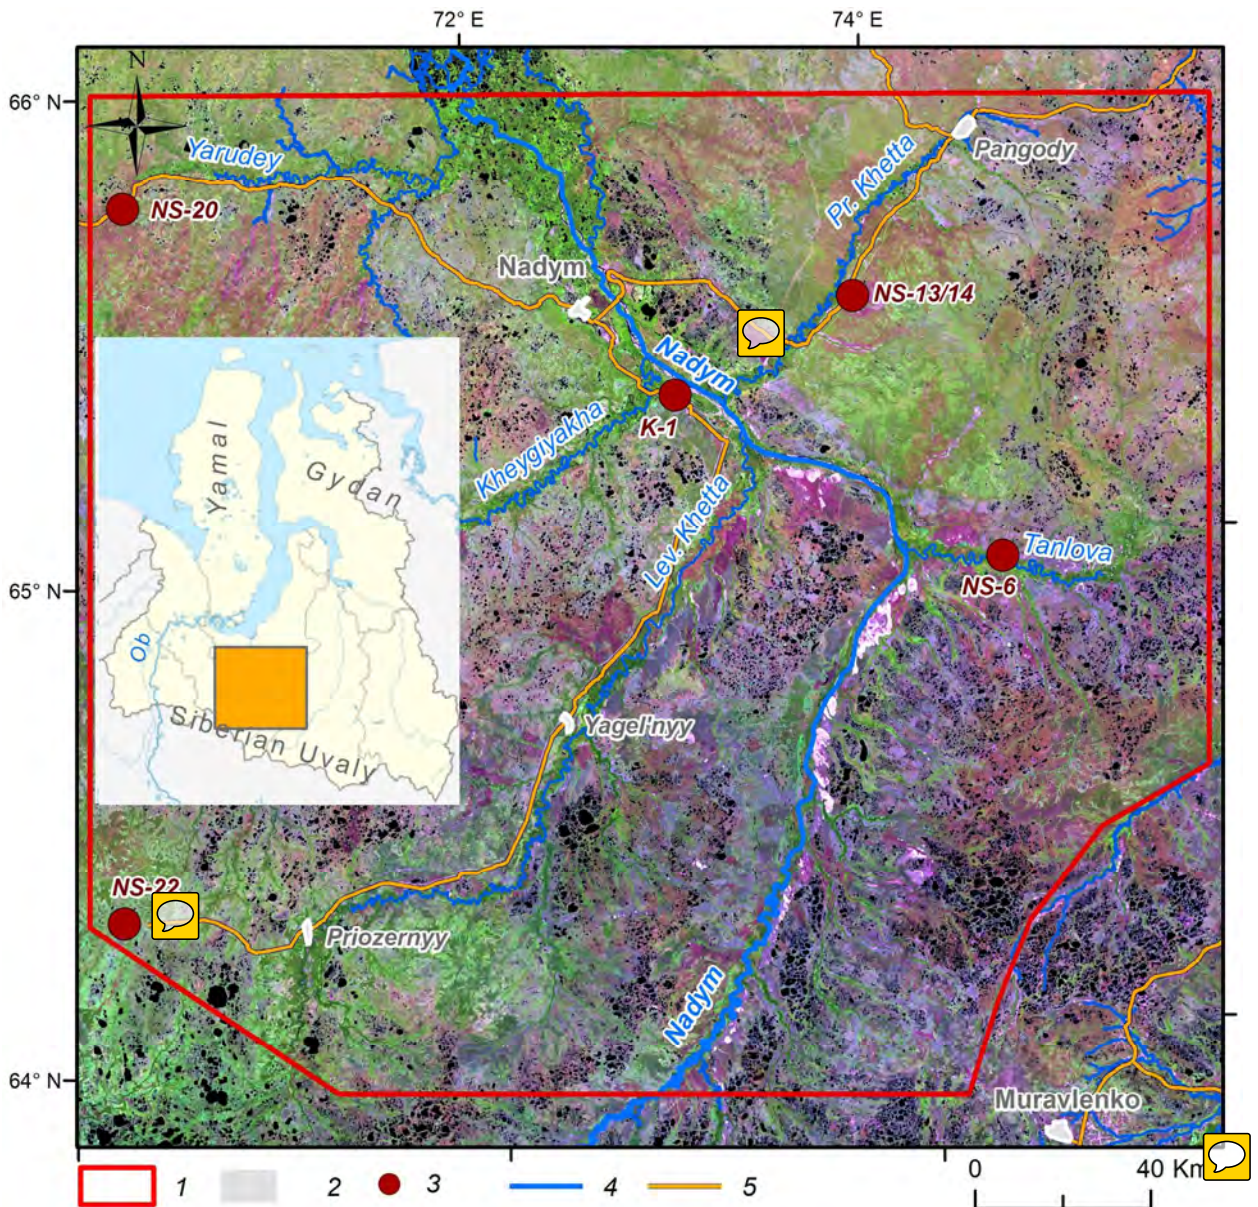 72° E
74° E
66° N
N
Yarudey
NS-20
Pr. Khetta
Pangody
Nadym
NS-13/14
Nadym
K-1
Kheygiyakha
Lev. Khetta
Yamal
Gydan
Ob
Siberian Uvaly
Tanlova
NS-6
65° N
Yagel'nyy
NS-22
Priozernyy
Nadym
64° N
Muravlenko
1
2
3
4
5
0
40 Km